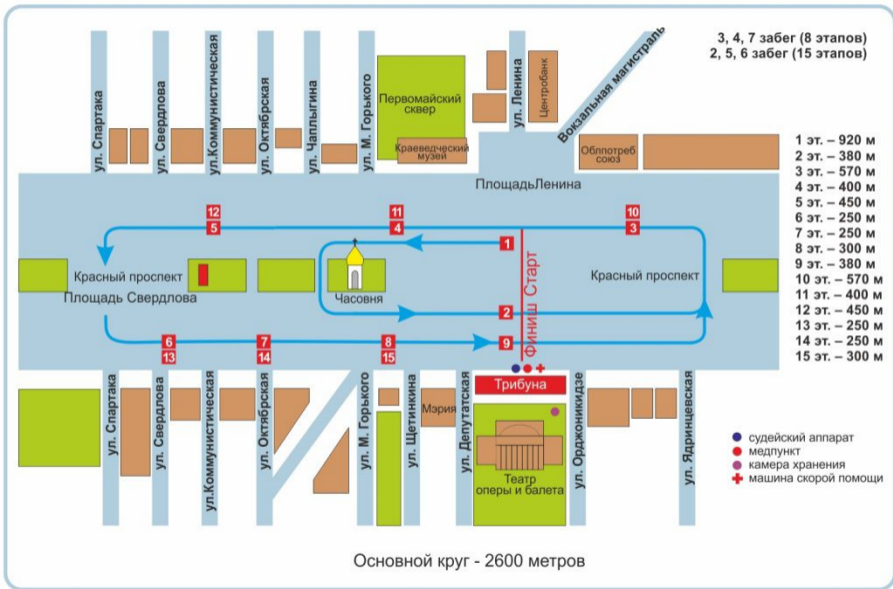 3, 4, 7 забег (8 этапов)
2, 5, 6 забег (15 этапов)
ул. Спартака
ул. Свердлова
ул.Коммунистическая
ул. Октябрская
ул. Чаплыгина
ул. М. Горького
Первомайский
сквер
Краеведческий
музей
ул. Ленина
Центробанк
Вокзальная магистраль
Облпотреб
союз
ПлощадьЛенина
1 эт. – 920 м
2 эт. – 380 м
3 эт. – 570 м
4 эт. – 400 м
5 эт. – 450 м
6 эт. – 250 м
7 эт. – 250 м
8 эт. – 300 м
9 эт. – 380 м
10 эт. – 570 м
11 эт. – 400 м
12 эт. – 450 м
13 эт. – 250 м
14 эт. – 250 м
15 эт. – 300 м
12
5
11
4
10
3
1
Красный проспект
Площадь Свердлова
Часовня
2
Финиш Старт
Красный проспект
6
13
7
14
8
15
9
Трибуна
ул. Спартака
ул. Свердлова
ул.Коммунистическая
ул. Октябрская
ул. М. Горького
ул. Щетинкина
Мэрия
ул. Депутатская
Театр
оперы и балета
ул. Орджоникидзе
ул. Ядринцевская
судейский аппарат
медпункт
камера хранения
машина скорой помощи
Основной круг - 2600 метров